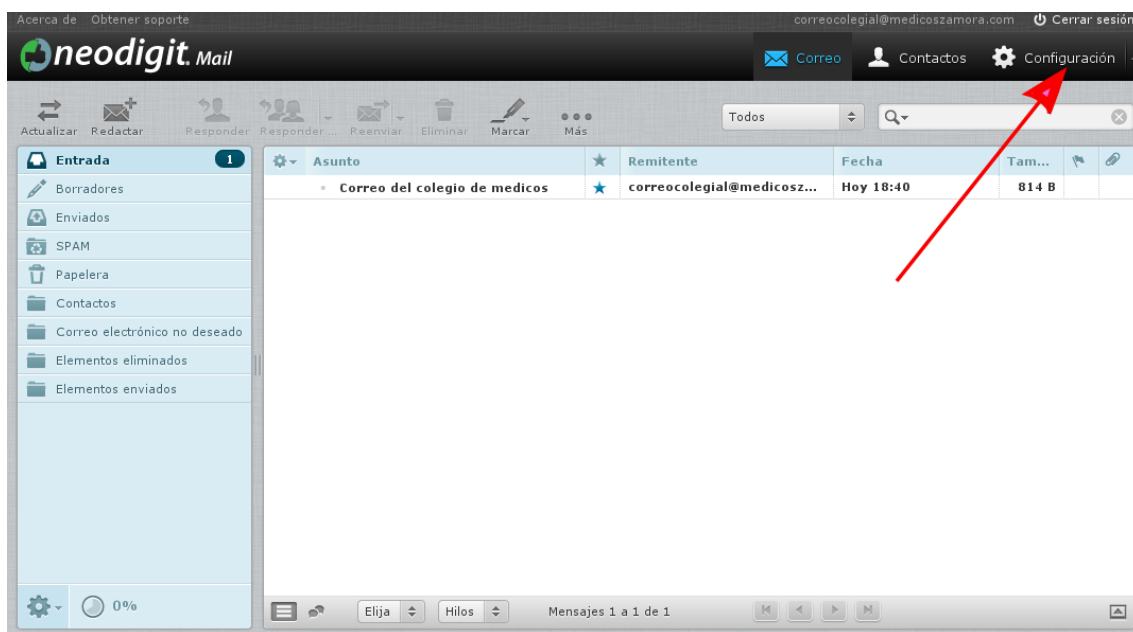 Acerca de Obtener soporte correocolegial@medicoszamora.com Cerrar sesión
neodigit. Mail Correo Contactos Configuración
Todos
Actualizar Redactar Responder Responder ... Reenviar Eliminar Marcar Más
Entrada 1 Asunto Remitente Fecha Tam...
Borradores Correo del colegio de medicos correocolegial@medicosz... Hoy 18:40 814 B
Enviados
SPAM
Papelera
Contactos
Correo electrónico no deseado
Elementos eliminados
Elementos enviados
0% Elija Hilos Mensajes 1 a 1 de 1